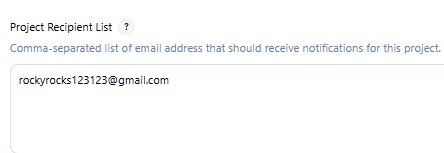 Project Recipient List ?
Comma-separated list of email address that should receive notifications for this project.
rockyrocks123123@gmail.com